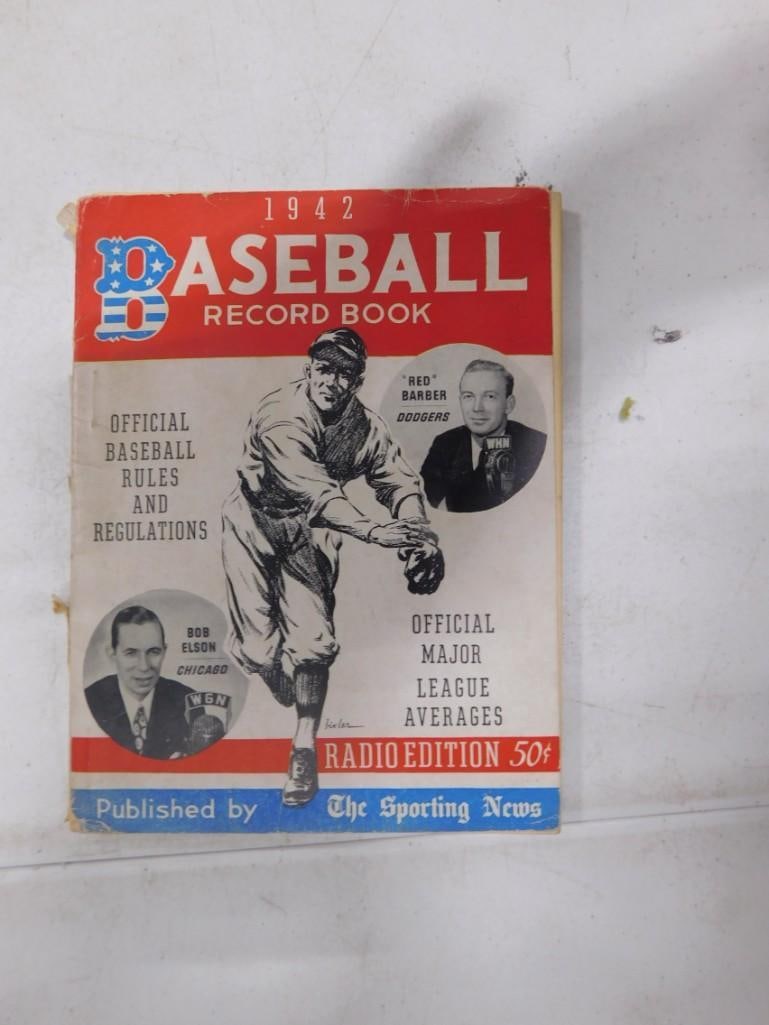 1942
BASEBALL
RECORD BOOK
"RED"
BARBER
DODGERS
WHN
OFFICIAL
BASEBALL
RULES
AND
REGULATIONS
BOB
ELSON
CHICAGO
WGN
OFFICIAL
MAJOR
LEAGUE
AVERAGES
RADIO EDITION 50¢
Published by The Sporting News